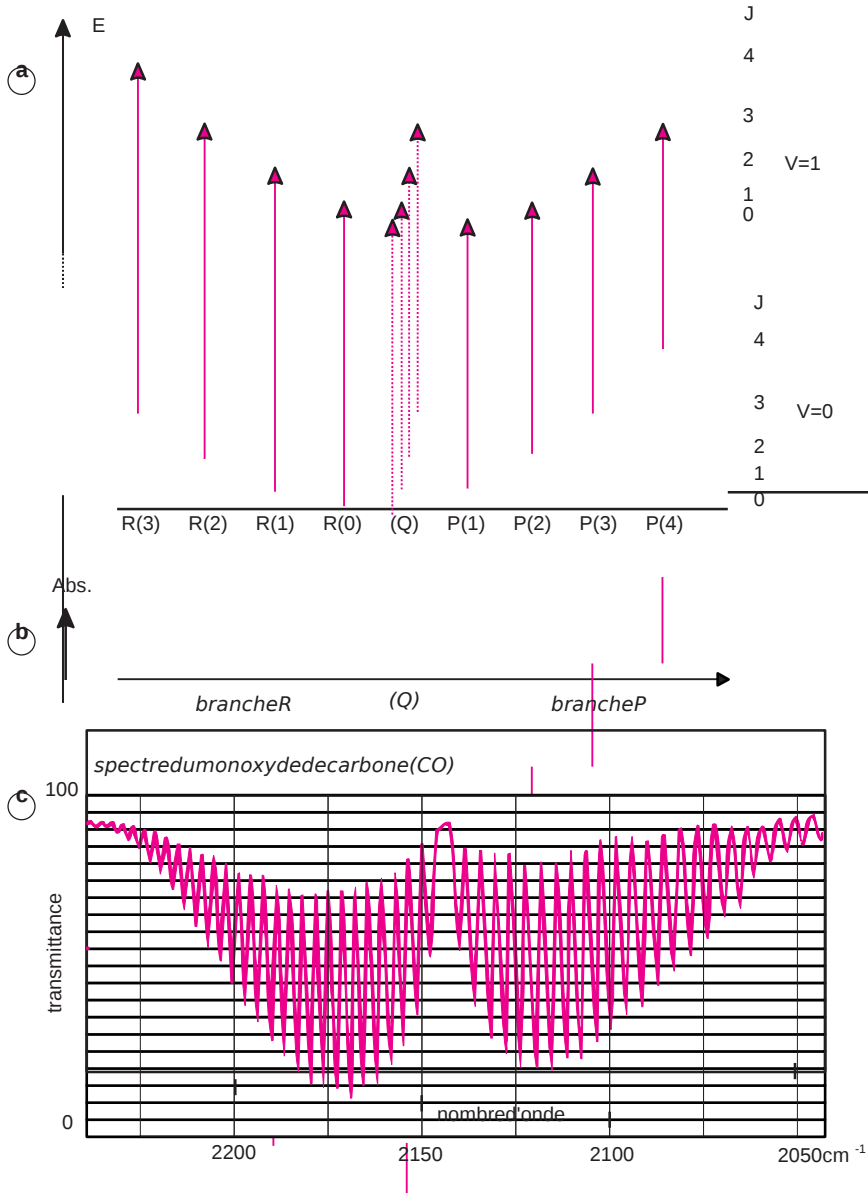 E
J
a
4
3
2
V=1
1
0
J
4
3
V=0
2
1
0
R(3) R(2) R(1) R(0) (Q) P(1) P(2) P(3) P(4)
Abs.
b
brancheR (Q) brancheP
spectredumonoxydedecarbone(CO)
c
100
transmittance
nombred'onde
0
2200 2150 2100 2050cm -1